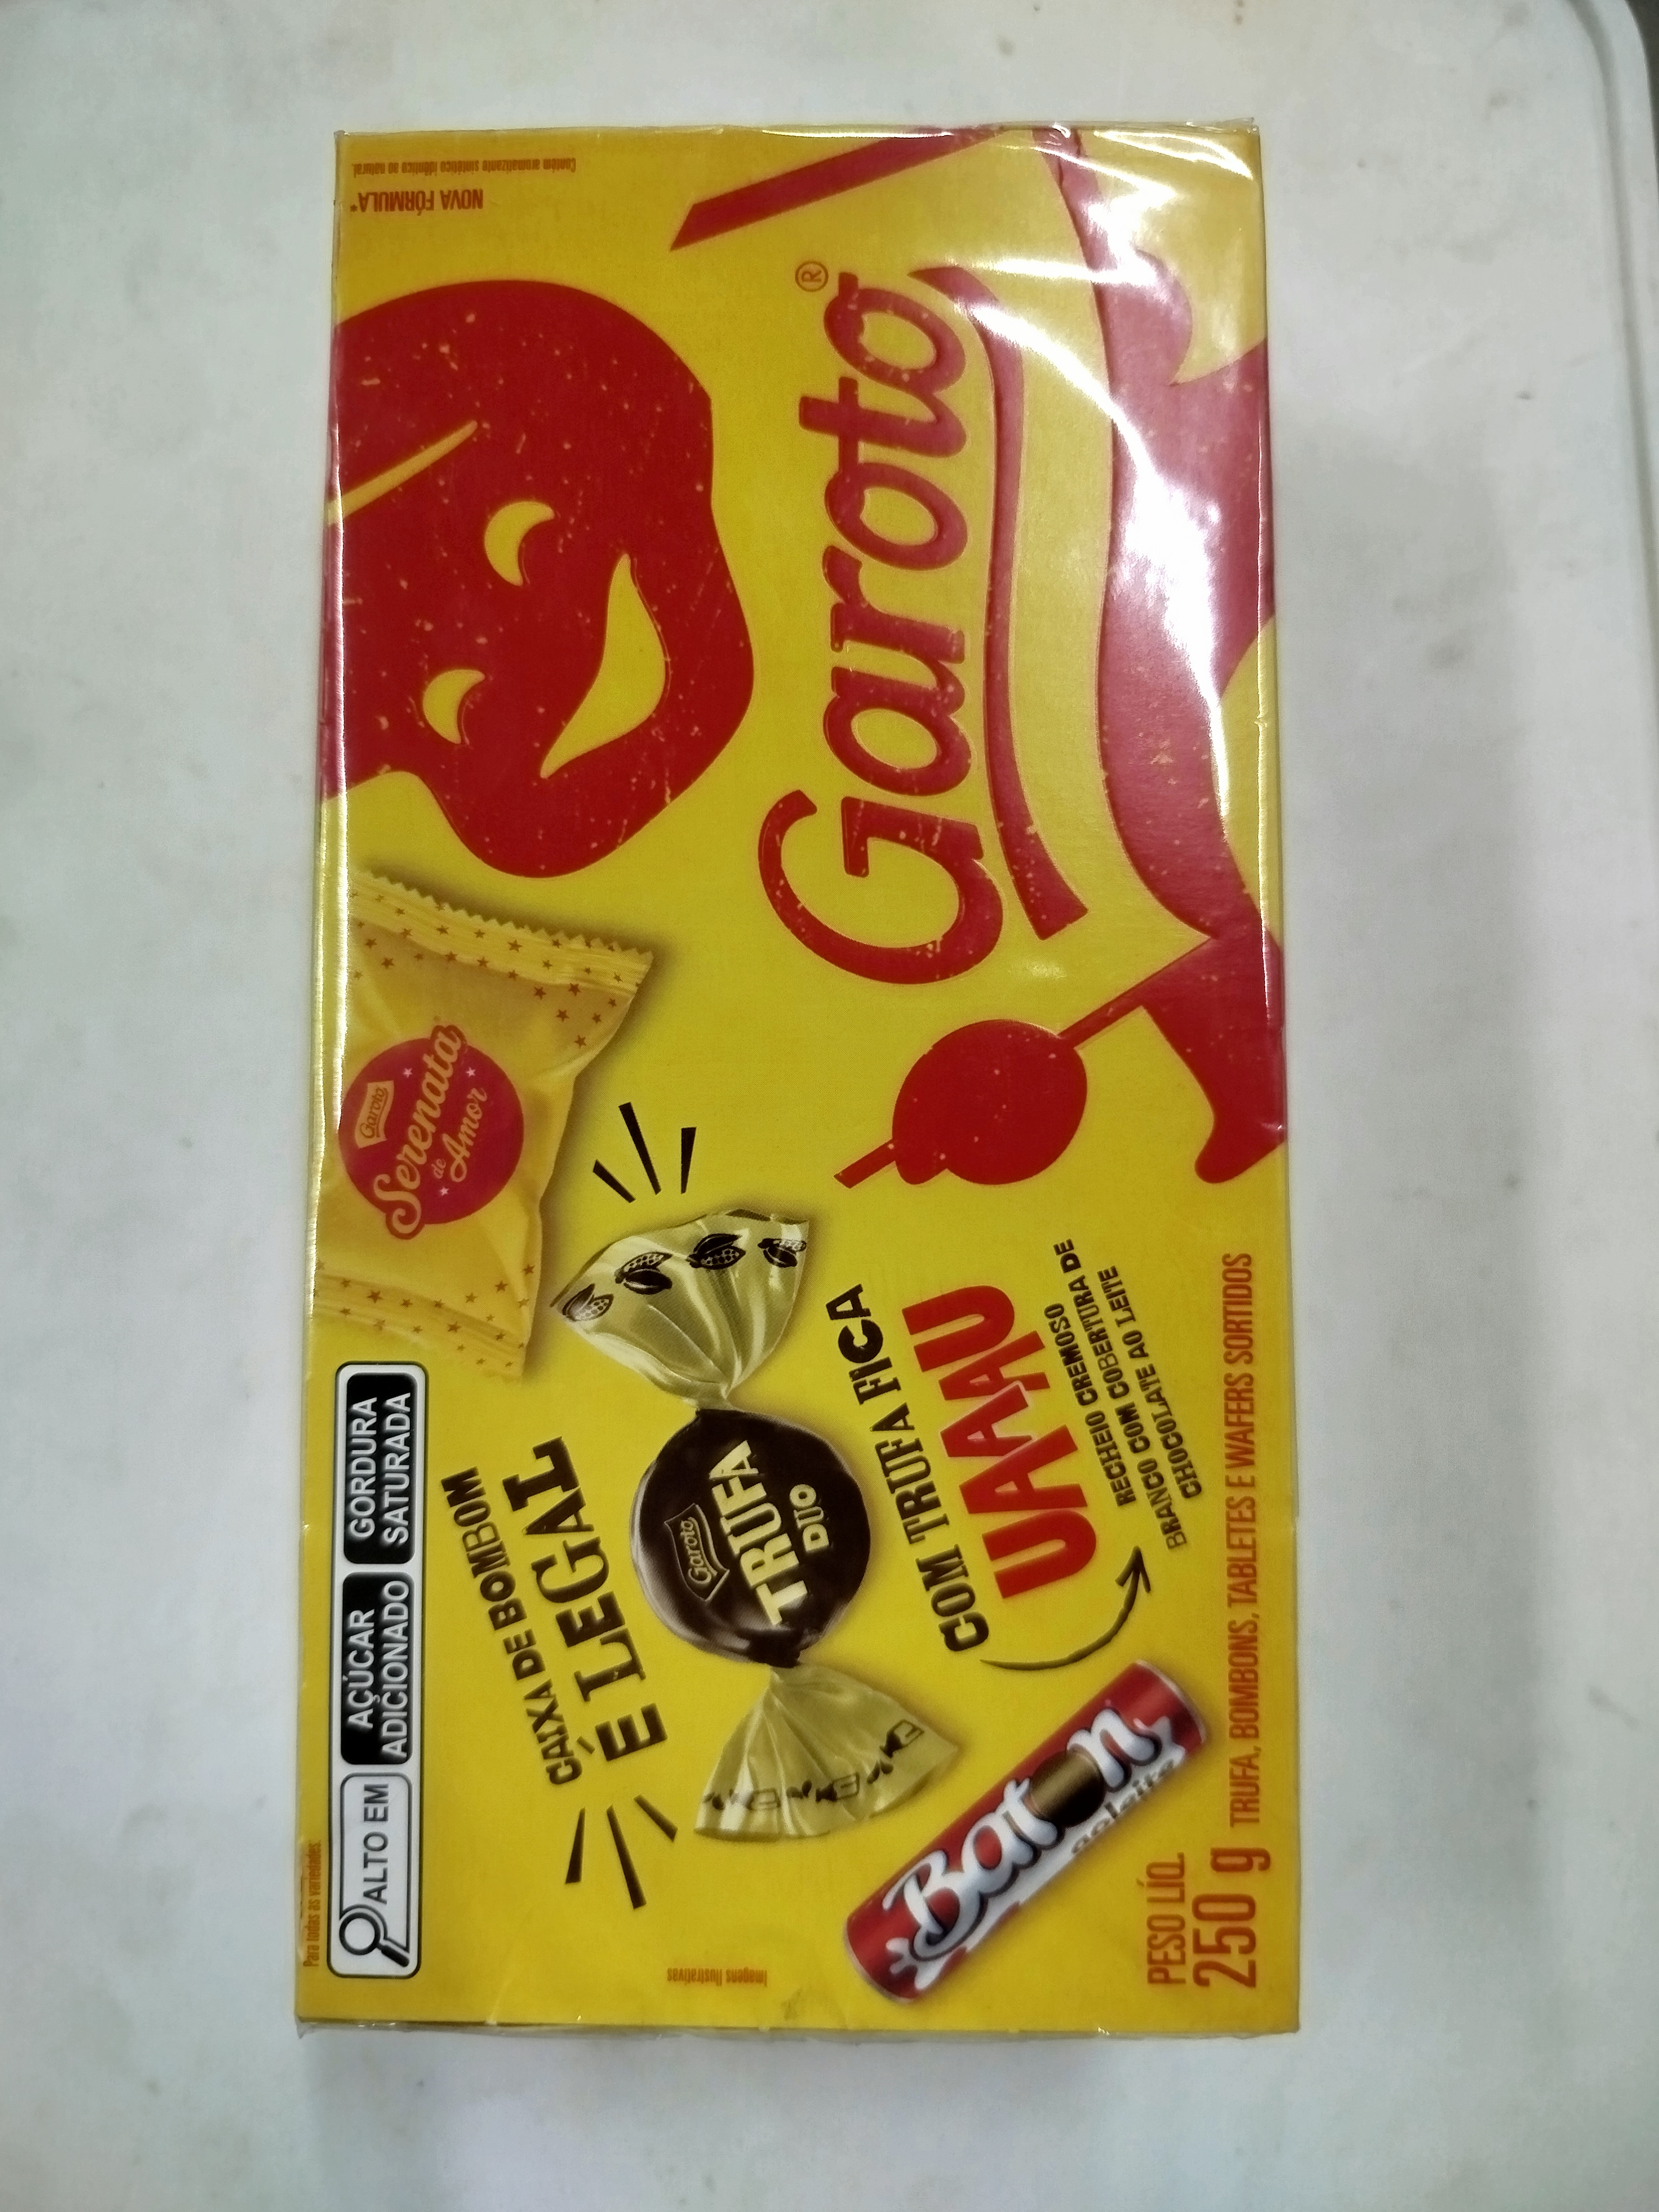 Para todas as variedades.
ALTO EM
AÇÚCAR
ADICIONADO
GORDURA
SATURADA
CAIXA DE BOMBOM
É LEGAL
Garoto
TRUFA
DUO
COM TRUFA FICA
UAAAU
RECHEIO CREMOSO
BRANCO COM COBERTURA DE
CHOCOLATE AO LEITE
Baton
ao leite
Imagens Ilustrativas
PESO LÍQ.
250 g
TRUFA, BOMBONS, TABLETES E WAFERS SORTIDOS
Garoto
Serenata
de Amor
Garoto®
NOVA FÓRMULA*
Contém aromatizante sintético idêntico ao natural.